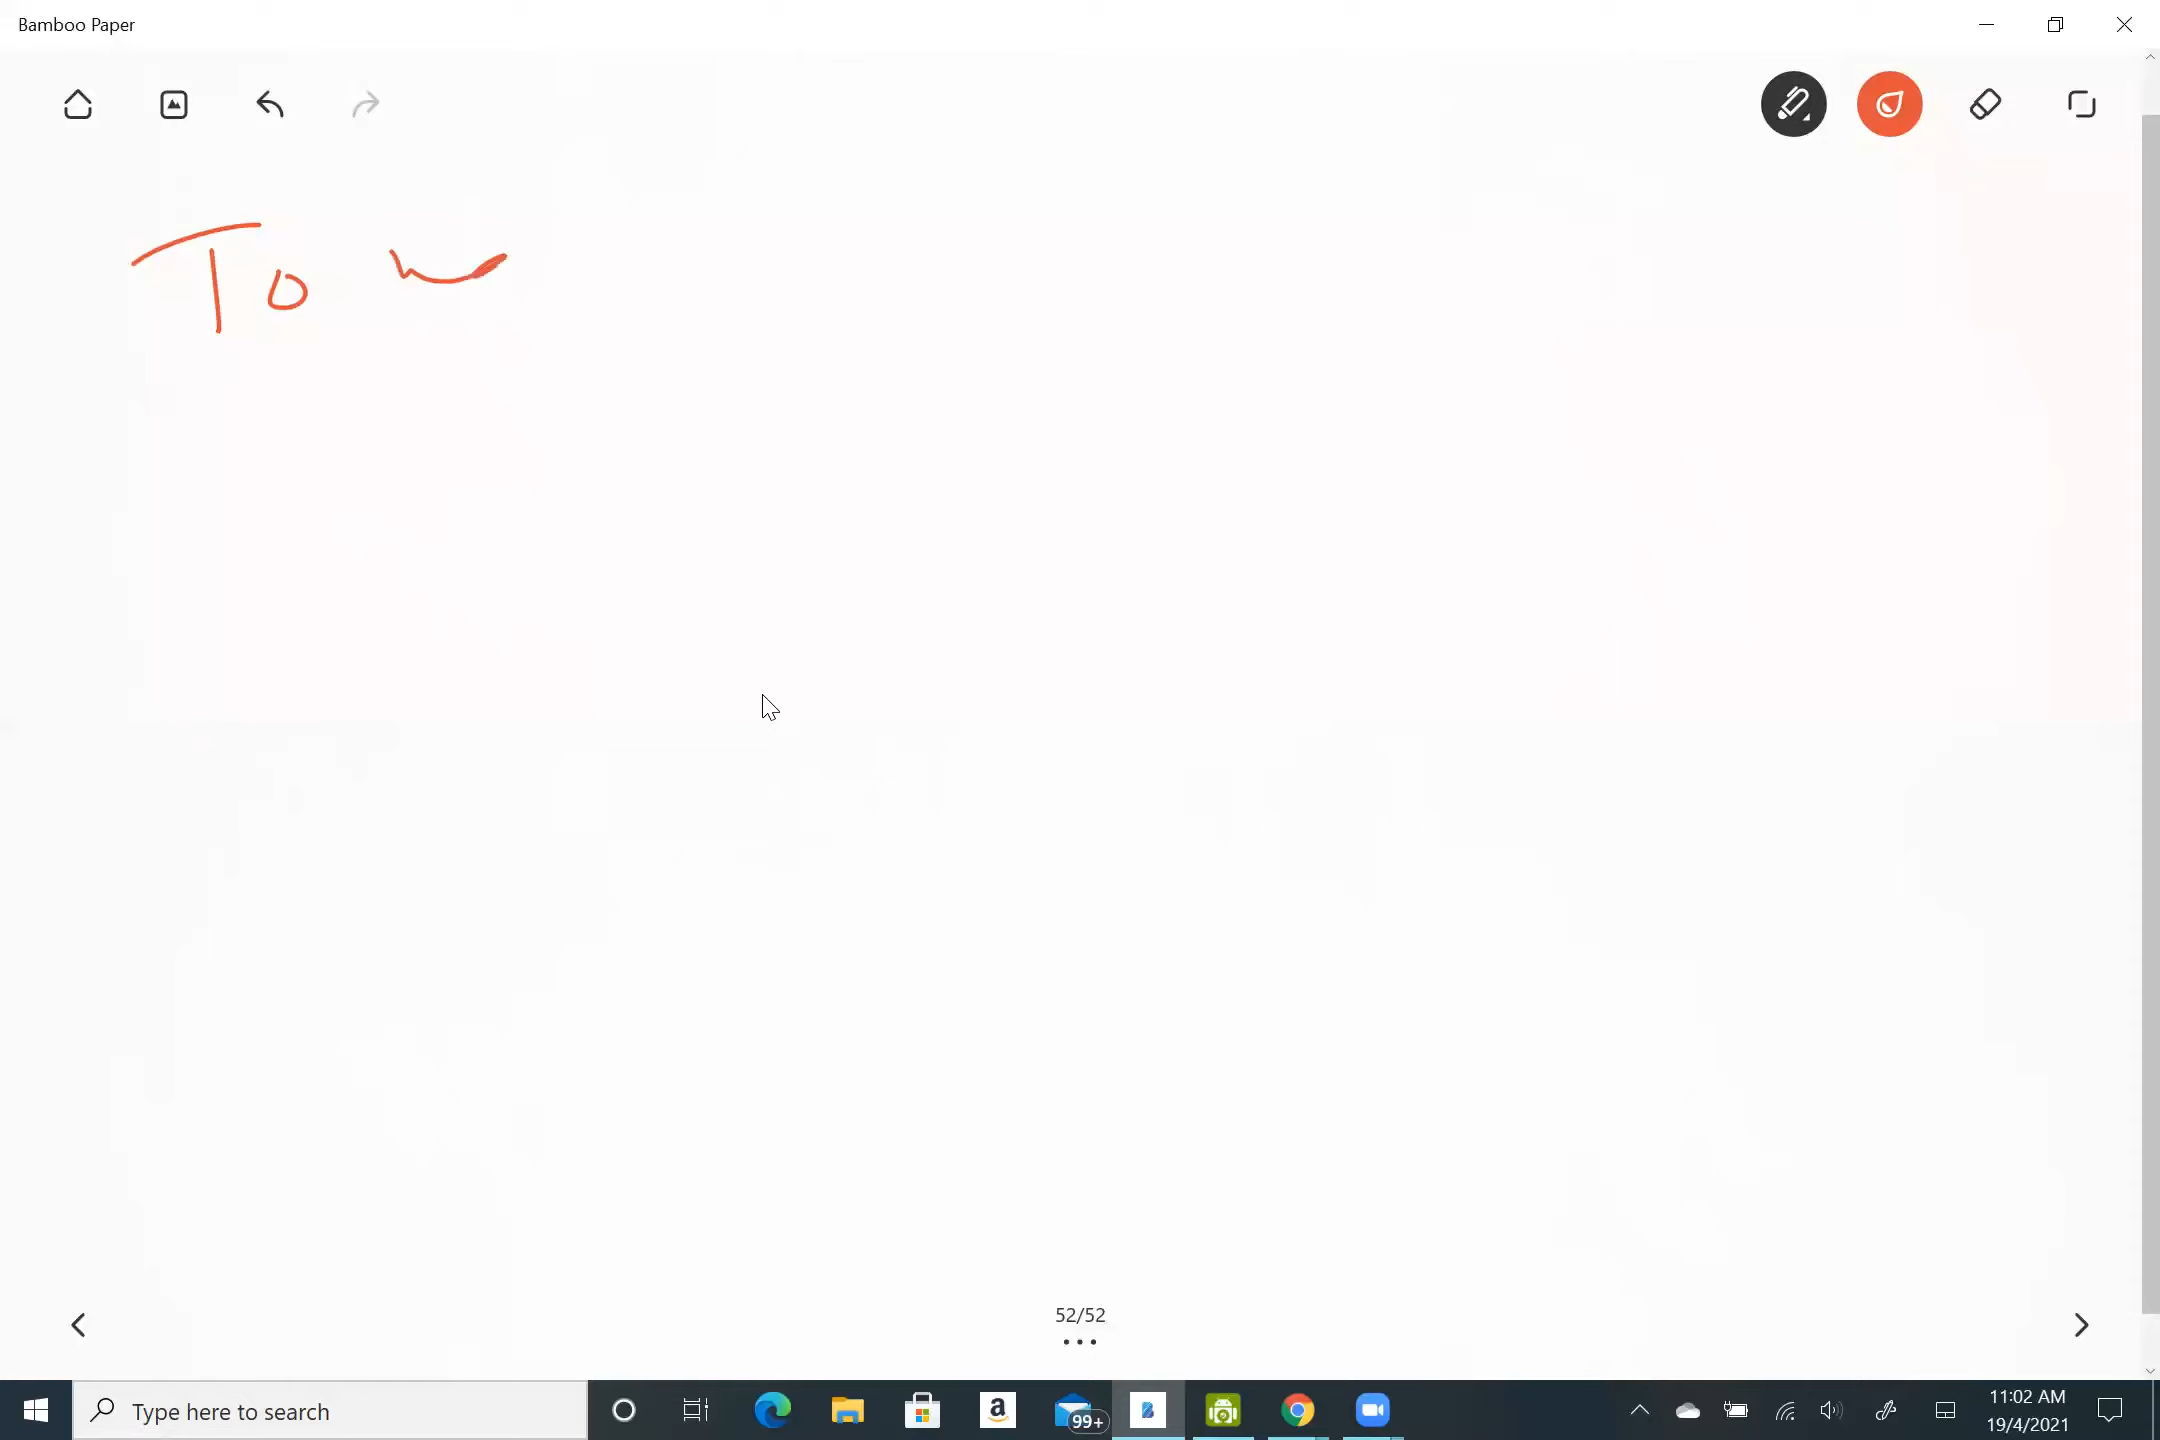 Bamboo Paper
To
52/52
Type here to search
99+
11:02 AM
19/4/2021